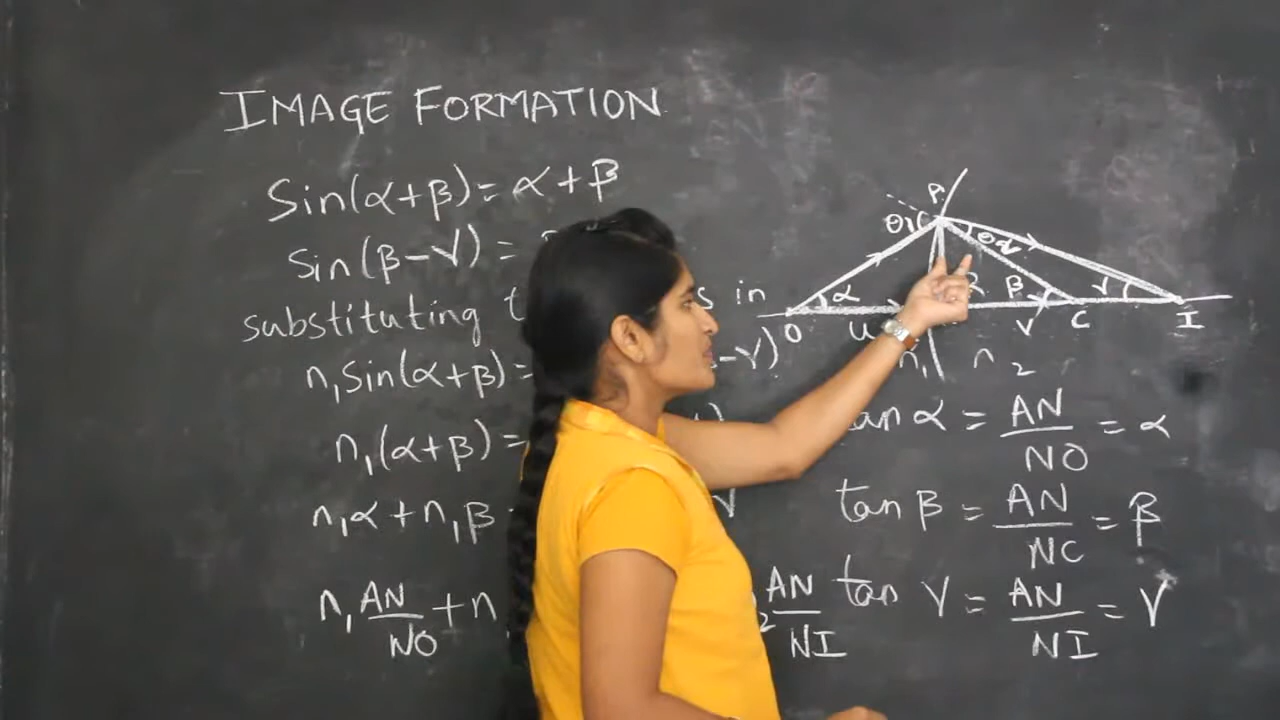 IMAGE FORMATION
Sin(α+β)=α+β
Sin(β-γ)=
substituting t s in
n₁Sin(α+β)= -γ)
n₁(α+β)=
n₁α+n₁β= γ
n₁ AN/NO + n ₂ AN/NI
A
θ₁
α β γ
O u v C I
n₁ n₂
tan α = AN/NO = α
tan β = AN/NC = β
tan γ = AN/NI = γ